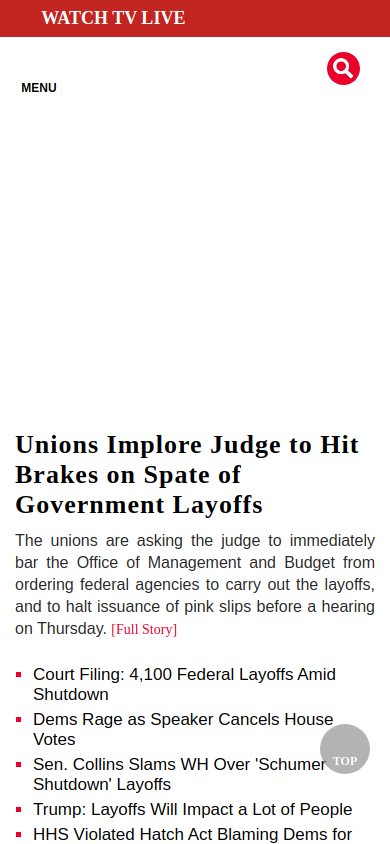 WATCH TV LIVE
MENU
Unions Implore Judge to Hit
Brakes on Spate of
Government Layoffs
The unions are asking the judge to immediately
bar the Office of Management and Budget from
ordering federal agencies to carry out the layoffs,
and to halt issuance of pink slips before a hearing
on Thursday. [Full Story]
Court Filing: 4,100 Federal Layoffs Amid
Shutdown
Dems Rage as Speaker Cancels House
Votes
Sen. Collins Slams WH Over 'Schumer
Shutdown' Layoffs
TOP
Trump: Layoffs Will Impact a Lot of People
HHS Violated Hatch Act Blaming Dems for